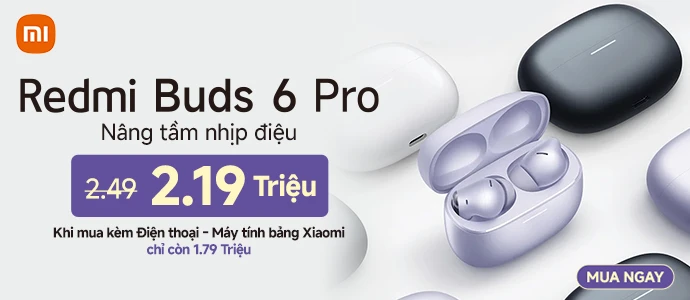 mi
Redmi Buds 6 Pro
Nâng tầm nhịp điệu
2.49 2.19 Triệu
Khi mua kèm Điện thoại - Máy tính bảng Xiaomi
chỉ còn 1.79 Triệu
MUA NGAY